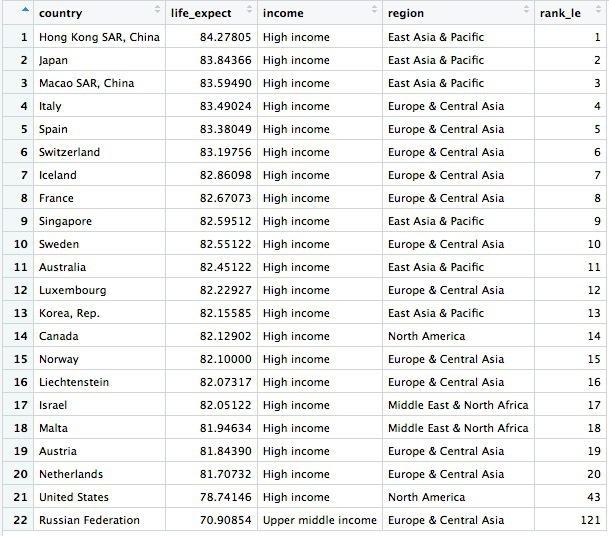 country life_expect income region rank_le
1 Hong Kong SAR, China 84.27805 High income East Asia & Pacific 1
2 Japan 83.84366 High income East Asia & Pacific 2
3 Macao SAR, China 83.59490 High income East Asia & Pacific 3
4 Italy 83.49024 High income Europe & Central Asia 4
5 Spain 83.38049 High income Europe & Central Asia 5
6 Switzerland 83.19756 High income Europe & Central Asia 6
7 Iceland 82.86098 High income Europe & Central Asia 7
8 France 82.67073 High income Europe & Central Asia 8
9 Singapore 82.59512 High income East Asia & Pacific 9
10 Sweden 82.55122 High income Europe & Central Asia 10
11 Australia 82.45122 High income East Asia & Pacific 11
12 Luxembourg 82.22927 High income Europe & Central Asia 12
13 Korea, Rep. 82.15585 High income East Asia & Pacific 13
14 Canada 82.12902 High income North America 14
15 Norway 82.10000 High income Europe & Central Asia 15
16 Liechtenstein 82.07317 High income Europe & Central Asia 16
17 Israel 82.05122 High income Middle East & North Africa 17
18 Malta 81.94634 High income Middle East & North Africa 18
19 Austria 81.84390 High income Europe & Central Asia 19
20 Netherlands 81.70732 High income Europe & Central Asia 20
21 United States 78.74146 High income North America 43
22 Russian Federation 70.90854 Upper middle income Europe & Central Asia 121